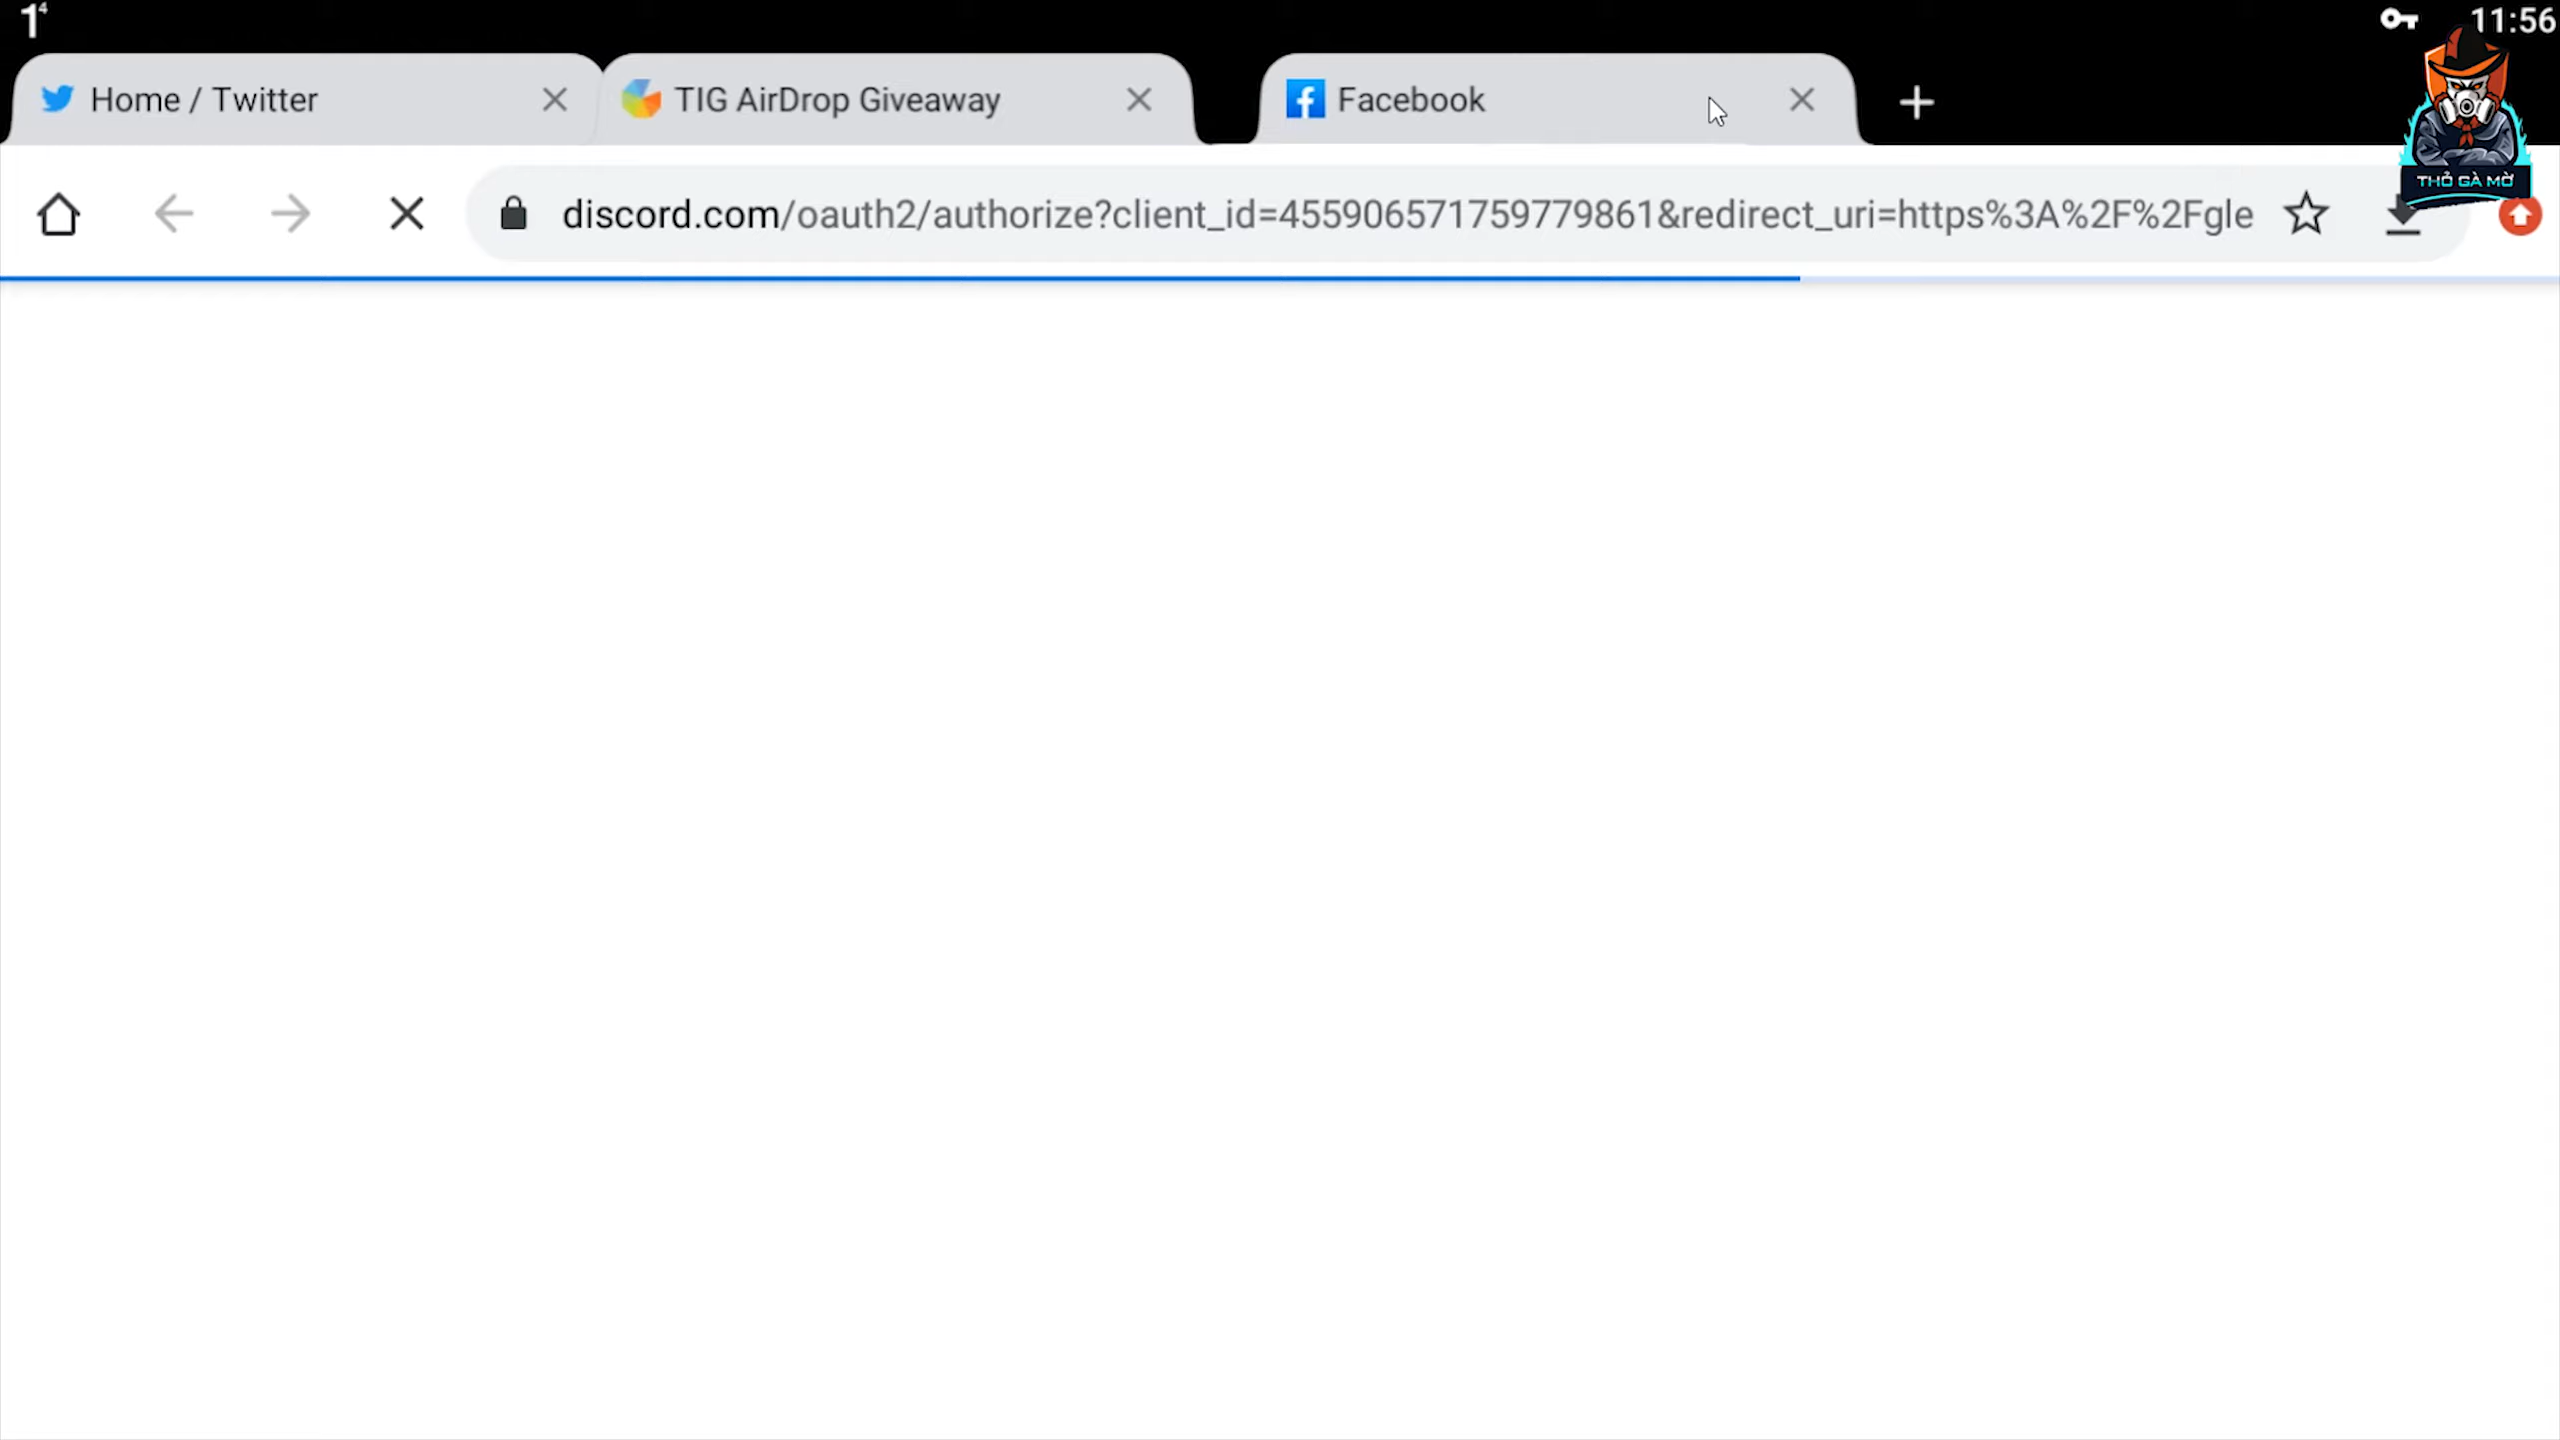 1⁴
11:56
Home / Twitter
TIG AirDrop Giveaway
Facebook
THỎ GÀ MỜ
discord.com/oauth2/authorize?client_id=455906571759779861&redirect_uri=https%3A%2F%2Fgle